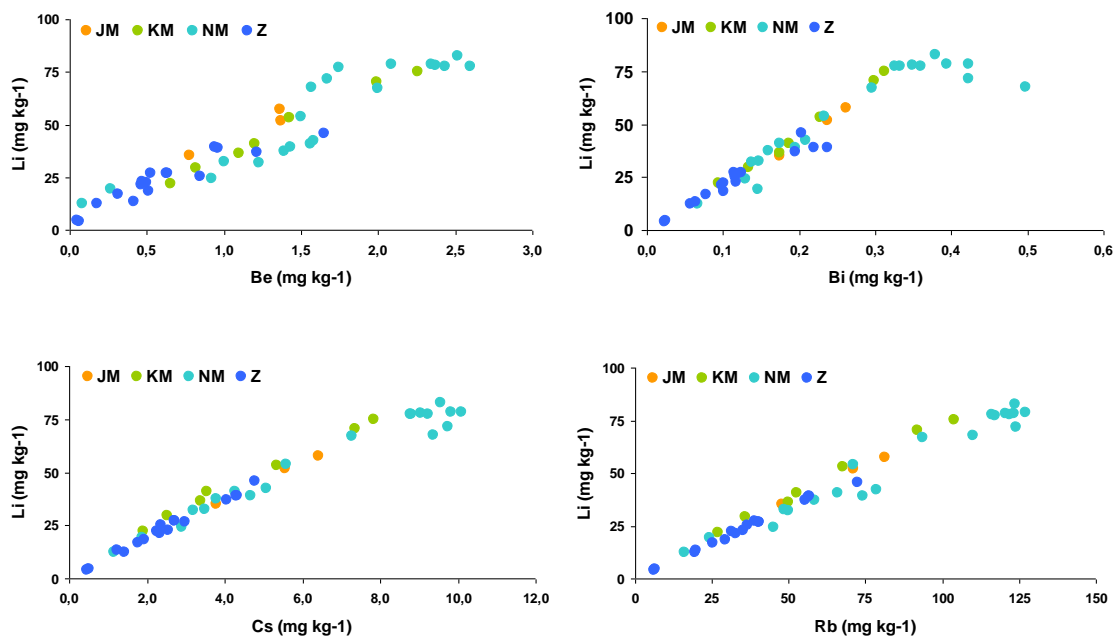 100
JM KM NM Z
75
50
25
0
Li (mg kg-1)
0,0 0,5 1,0 1,5 2,0 2,5 3,0
Be (mg kg-1)
100
JM KM NM Z
75
50
25
0
Li (mg kg-1)
0,0 0,1 0,2 0,3 0,4 0,5 0,6
Bi (mg kg-1)
100
JM KM NM Z
75
50
25
0
Li (mg kg-1)
0,0 2,0 4,0 6,0 8,0 10,0 12,0
Cs (mg kg-1)
100
JM KM NM Z
75
50
25
0
Li (mg kg-1)
0 25 50 75 100 125 150
Rb (mg kg-1)